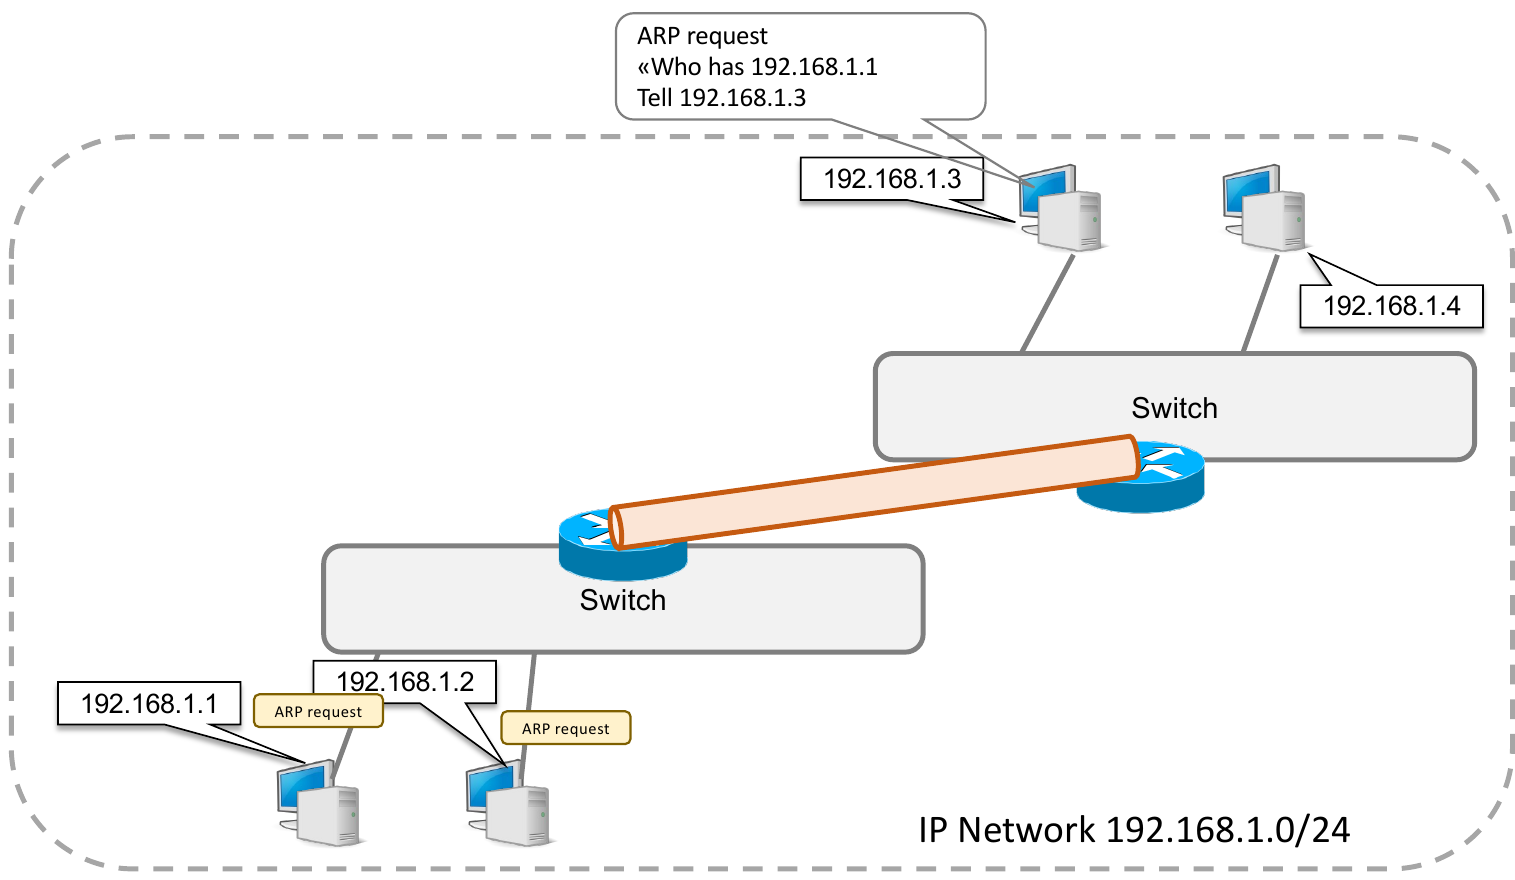 ARP request
«Who has 192.168.1.1
Tell 192.168.1.3
192.168.1.3
192.168.1.4
Switch
Switch
192.168.1.2
192.168.1.1
ARP request
ARP request
IP Network 192.168.1.0/24